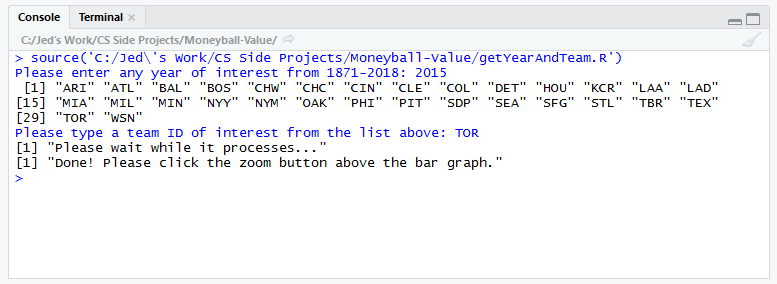 Console Terminal ×
C:/Jed's Work/CS Side Projects/Moneyball-Value/
> source('C:/Jed\'s Work/CS Side Projects/Moneyball-Value/getYearAndTeam.R')
Please enter any year of interest from 1871-2018: 2015
[1] "ARI" "ATL" "BAL" "BOS" "CHW" "CHC" "CIN" "CLE" "COL" "DET" "HOU" "KCR" "LAA" "LAD"
[15] "MIA" "MIL" "MIN" "NYY" "NYM" "OAK" "PHI" "PIT" "SDP" "SEA" "SFG" "STL" "TBR" "TEX"
[29] "TOR" "WSN"
Please type a team ID of interest from the list above: TOR
[1] "Please wait while it processes..."
[1] "Done! Please click the zoom button above the bar graph."
>